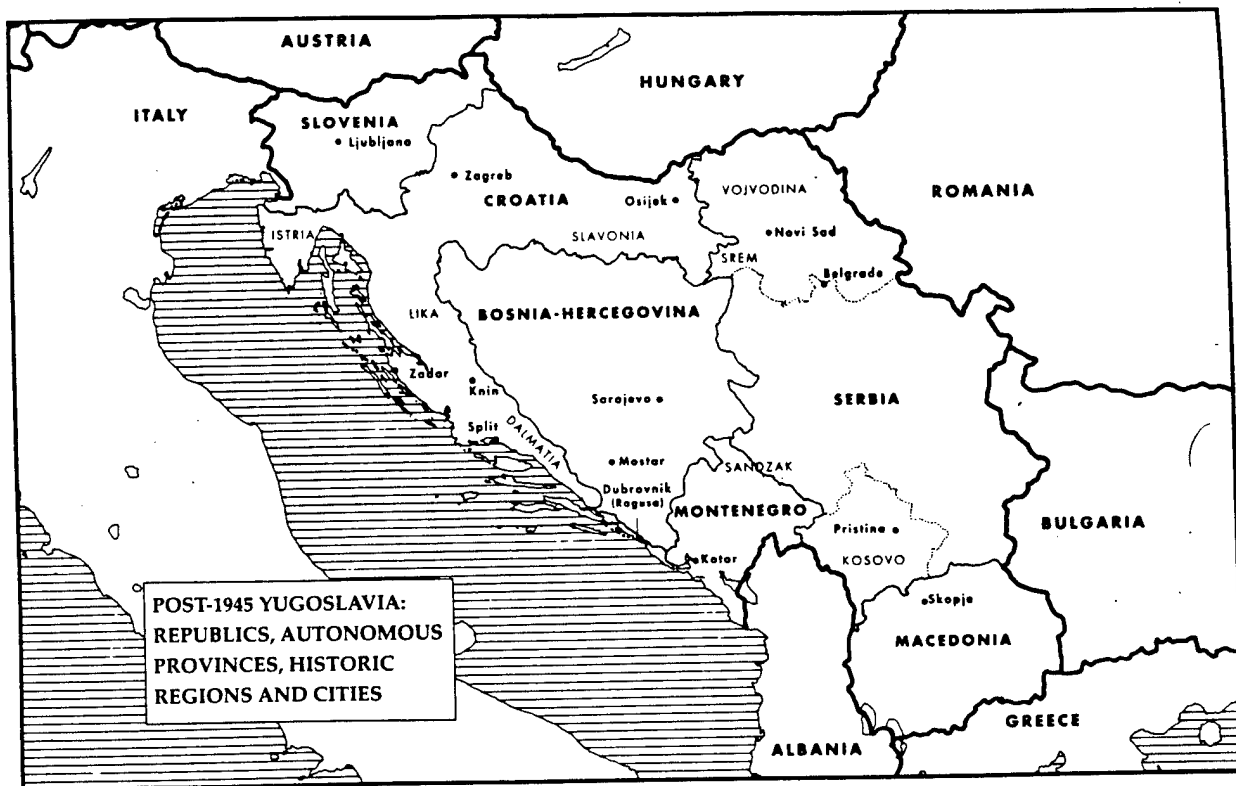 AUSTRIA
HUNGARY
ITALY
SLOVENIA
Ljubljana
Zagreb
CROATIA
Osijek
VOJVODINA
ROMANIA
ISTRIA
SLAVONIA
Novi Sad
SREM
Belgrade
LIKA
BOSNIA-HERCEGOVINA
Zadar
Knin
Sarajevo
SERBIA
Split
DALMATIA
Mostar
SANDZAK
Dubrovnik
(Ragusa)
MONTENEGRO
Pristina
BULGARIA
Kotor
KOSOVO
POST-1945 YUGOSLAVIA:
REPUBLICS, AUTONOMOUS
PROVINCES, HISTORIC
REGIONS AND CITIES
Skopje
MACEDONIA
GREECE
ALBANIA